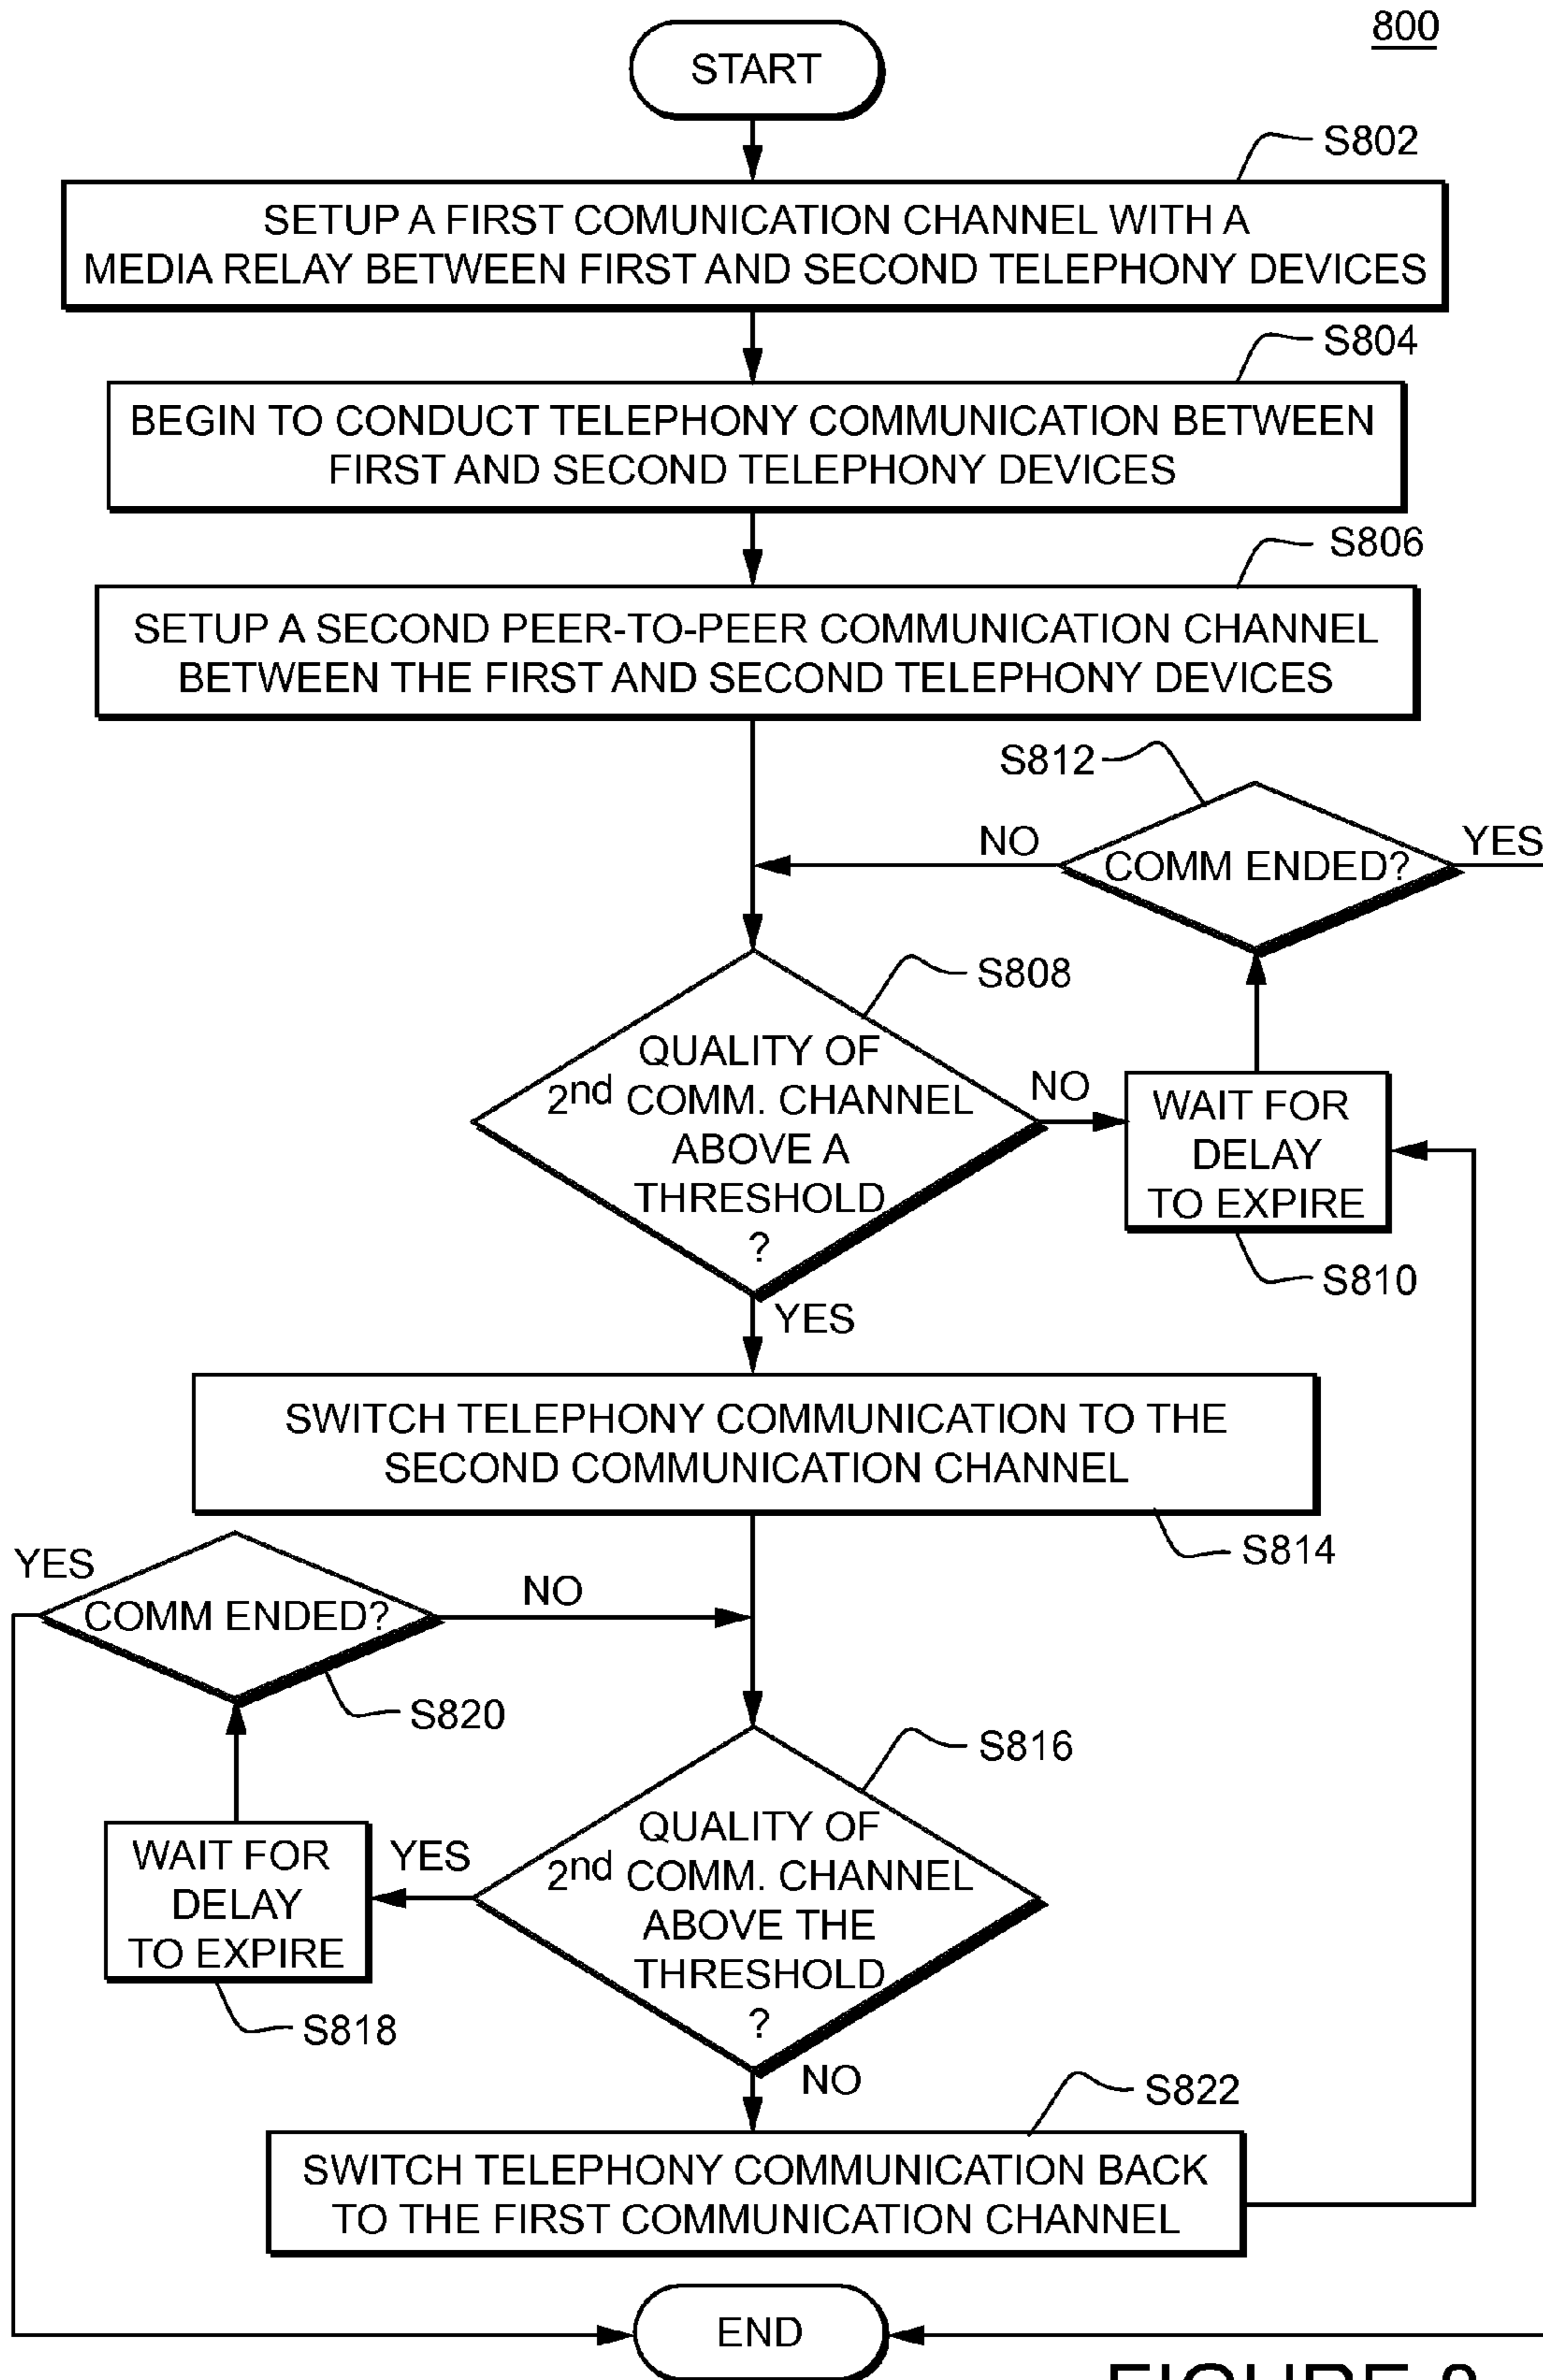 800
START
S802
SETUP A FIRST COMUNICATION CHANNEL WITH A
MEDIA RELAY BETWEEN FIRST AND SECOND TELEPHONY DEVICES
S804
BEGIN TO CONDUCT TELEPHONY COMMUNICATION BETWEEN
FIRST AND SECOND TELEPHONY DEVICES
S806
SETUP A SECOND PEER-TO-PEER COMMUNICATION CHANNEL
BETWEEN THE FIRST AND SECOND TELEPHONY DEVICES
S812
NO
COMM ENDED?
YES
S808
QUALITY OF
2nd COMM. CHANNEL
ABOVE A
THRESHOLD
?
NO
WAIT FOR
DELAY
TO EXPIRE
S810
YES
SWITCH TELEPHONY COMMUNICATION TO THE
SECOND COMMUNICATION CHANNEL
S814
YES
COMM ENDED?
NO
S820
S816
QUALITY OF
2nd COMM. CHANNEL
ABOVE THE
THRESHOLD
?
YES
WAIT FOR
DELAY
TO EXPIRE
S818
NO
S822
SWITCH TELEPHONY COMMUNICATION BACK
TO THE FIRST COMMUNICATION CHANNEL
END